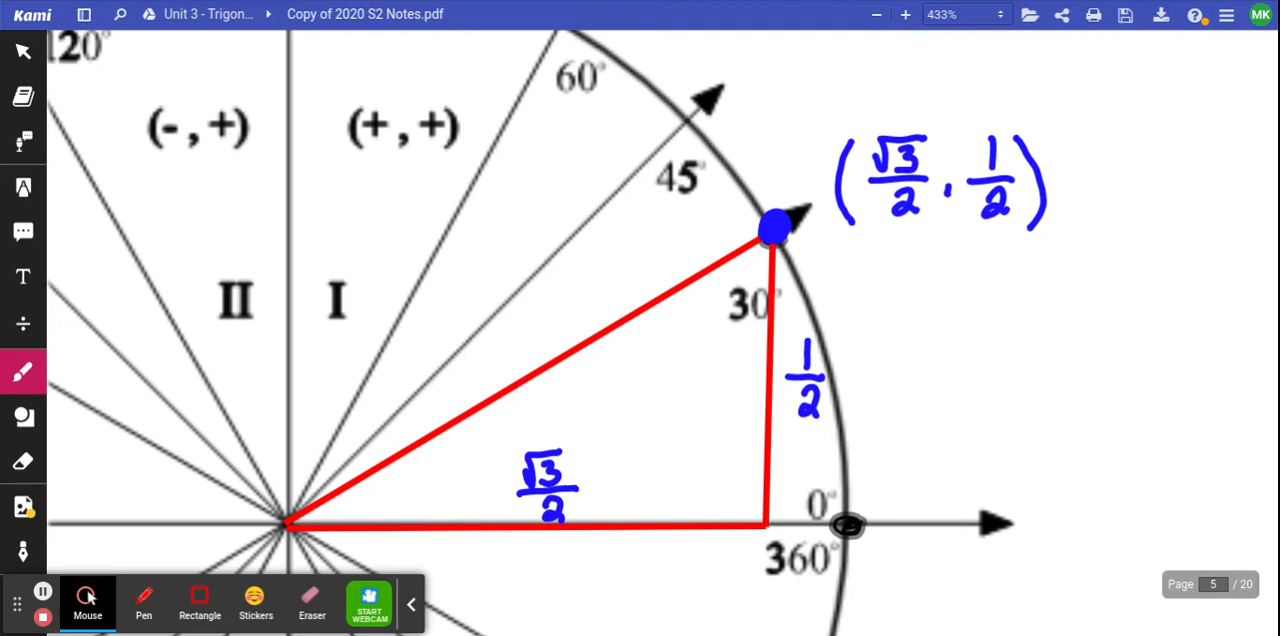 Kami Unit 3 - Trigon... Copy of 2020 S2 Notes.pdf 433% MK
120°
60°
(-,+) (+,+)
(√3/2, 1/2)
45°
II I
30°
1/2
√3/2
0°
360°
Page 5 / 20
Mouse Pen Rectangle Stickers Eraser START WEBCAM